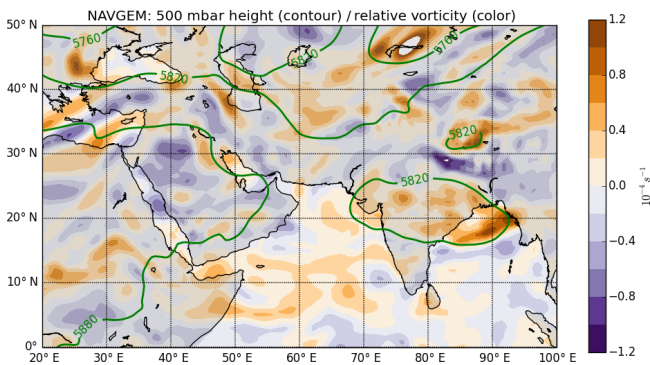 NAVGEM: 500 mbar height (contour) / relative vorticity (color)
50° N
40° N
30° N
20° N
10° N
0°
20° E
30° E
40° E
50° E
60° E
70° E
80° E
90° E
100° E
5760
5820
5820
5820
5880
1.2
0.8
0.4
0.0
−0.4
−0.8
−1.2
10⁻⁴ s⁻¹